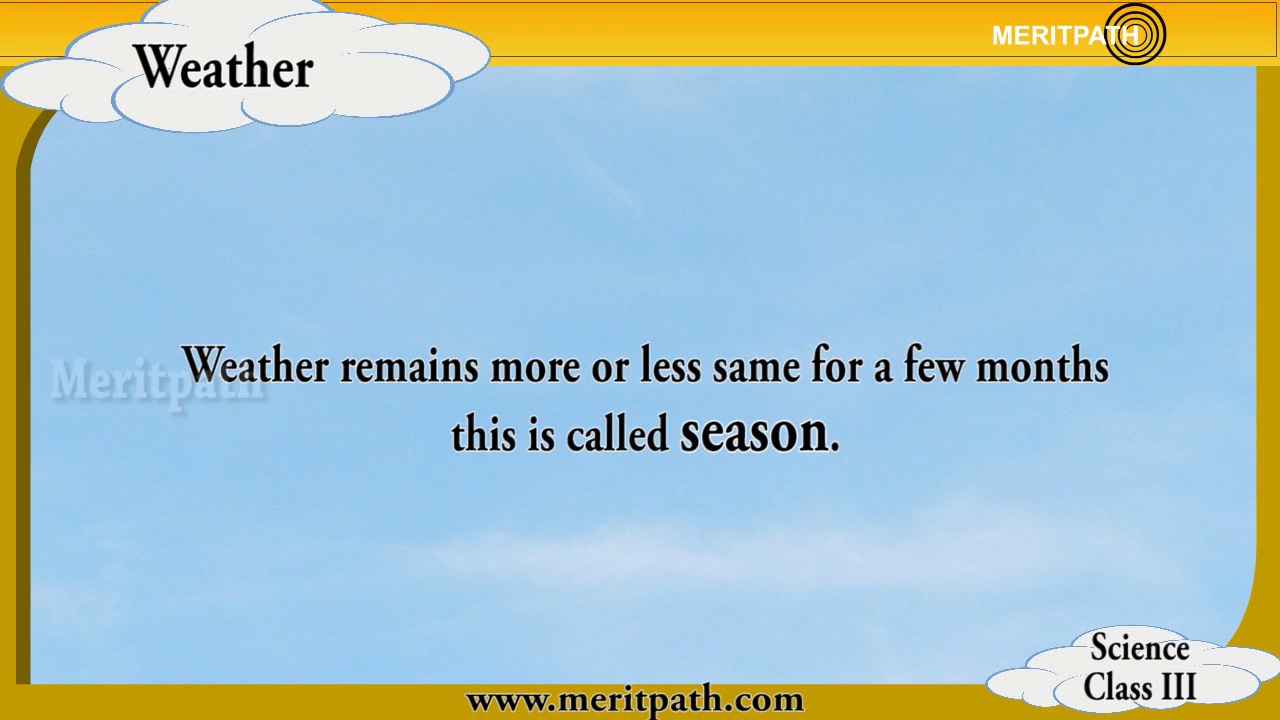 Weather
MERITPATH
Weather remains more or less same for a few months
Meritpath
this is called season.
Science
Class III
www.meritpath.com